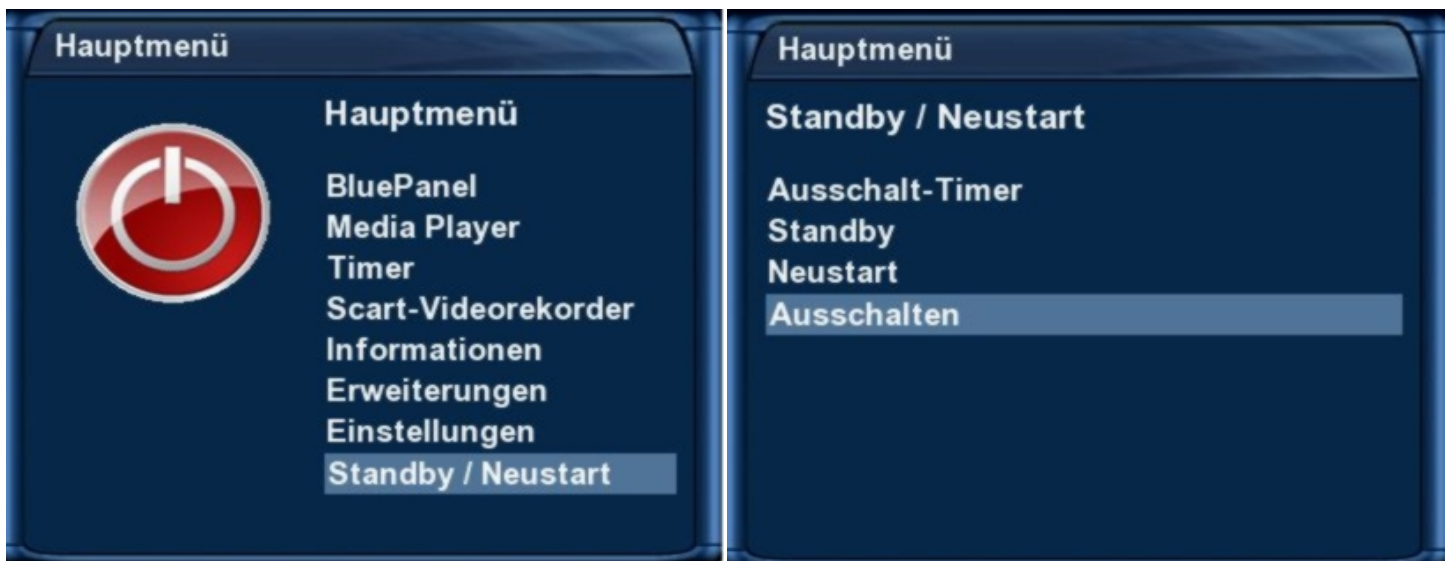 Hauptmenü
Hauptmenü
BluePanel
Media Player
Timer
Scart-Videorekorder
Informationen
Erweiterungen
Einstellungen
Standby / Neustart
Hauptmenü
Standby / Neustart
Ausschalt-Timer
Standby
Neustart
Ausschalten